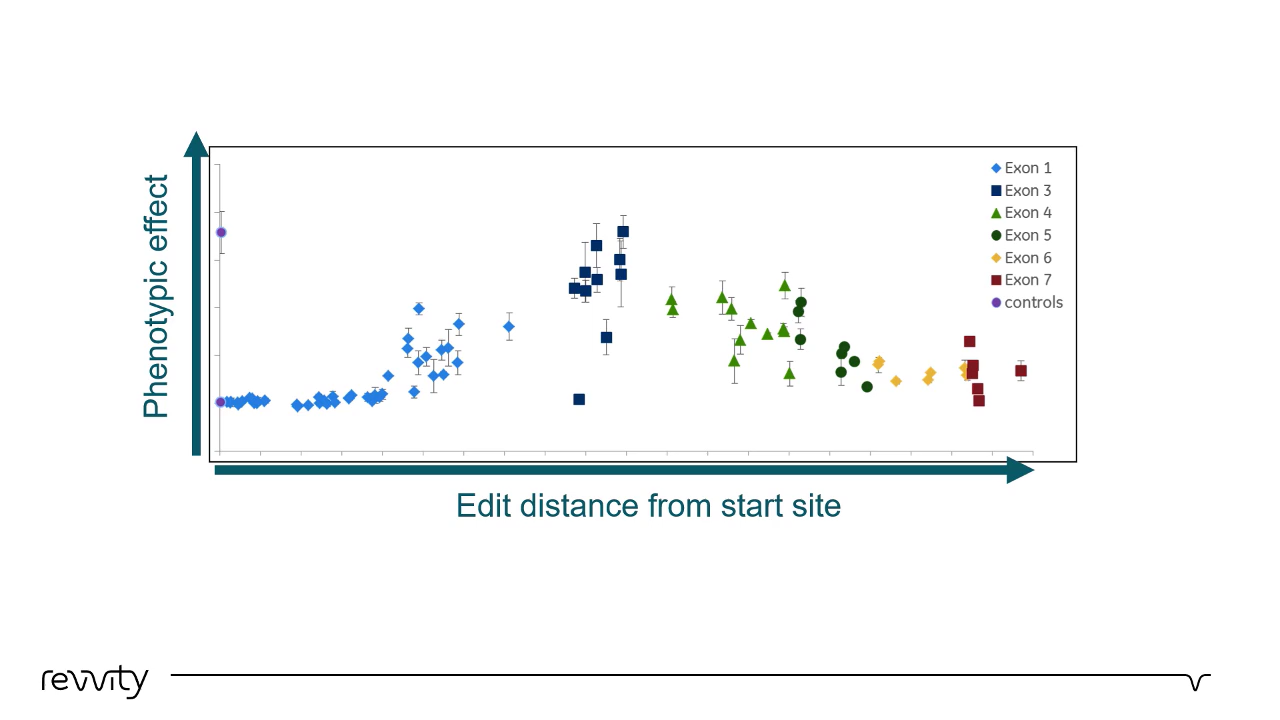 Phenotypic effect
Exon 1
Exon 3
Exon 4
Exon 5
Exon 6
Exon 7
controls
Edit distance from start site
revvity